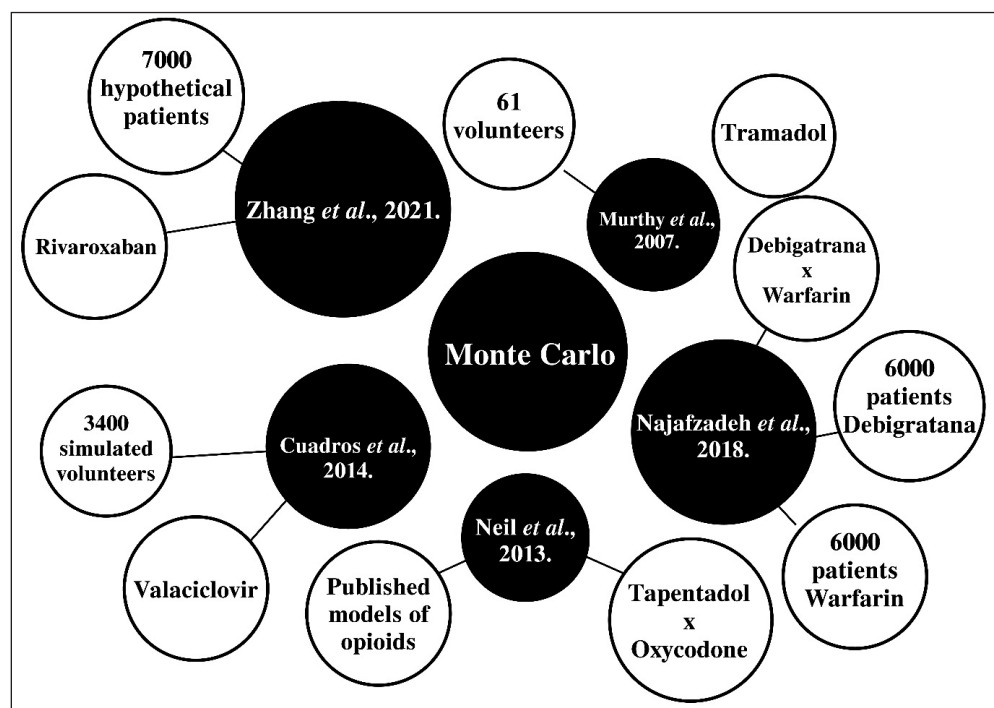 7000
hypothetical
patients
Zhang et al., 2021.
Rivaroxaban
61
volunteers
Murthy et al.,
2007.
Tramadol
Debigatrana
x
Warfarin
Monte Carlo
Najafzadeh et al.,
2018.
6000
patients
Debigratana
6000
patients
Warfarin
3400
simulated
volunteers
Cuadros et al.,
2014.
Valaciclovir
Neil et al.,
2013.
Published
models of
opioids
Tapentadol
x
Oxycodone